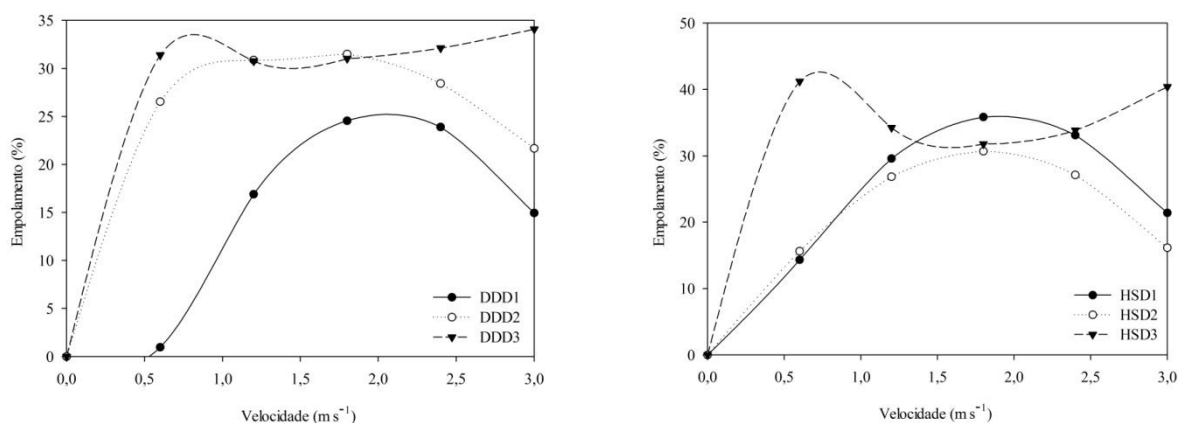 Empolamento (%)
35
30
25
20
15
10
5
0
DDD1
DDD2
DDD3
0,0 0,5 1,0 1,5 2,0 2,5 3,0
Velocidade (m s⁻¹)
Empolamento (%)
50
40
30
20
10
0
HSD1
HSD2
HSD3
0,0 0,5 1,0 1,5 2,0 2,5 3,0
Velocidade (m s⁻¹)